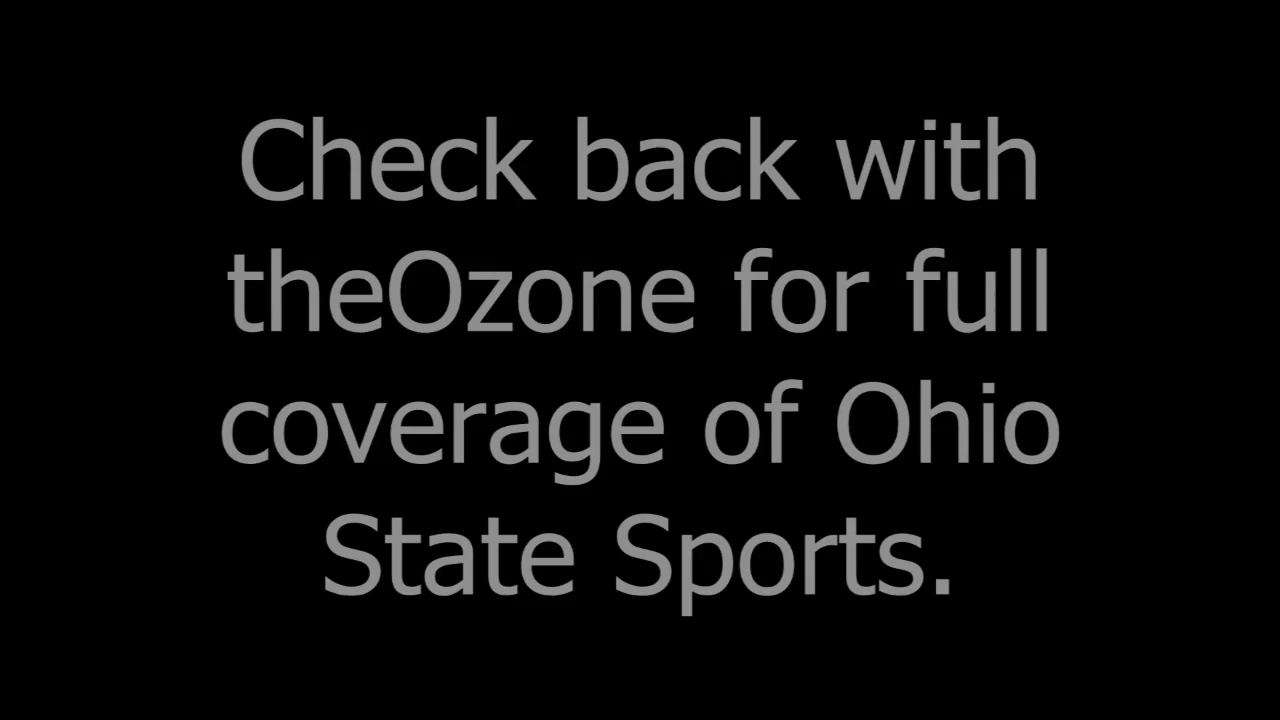 Check back with
theOzone for full
coverage of Ohio
State Sports.